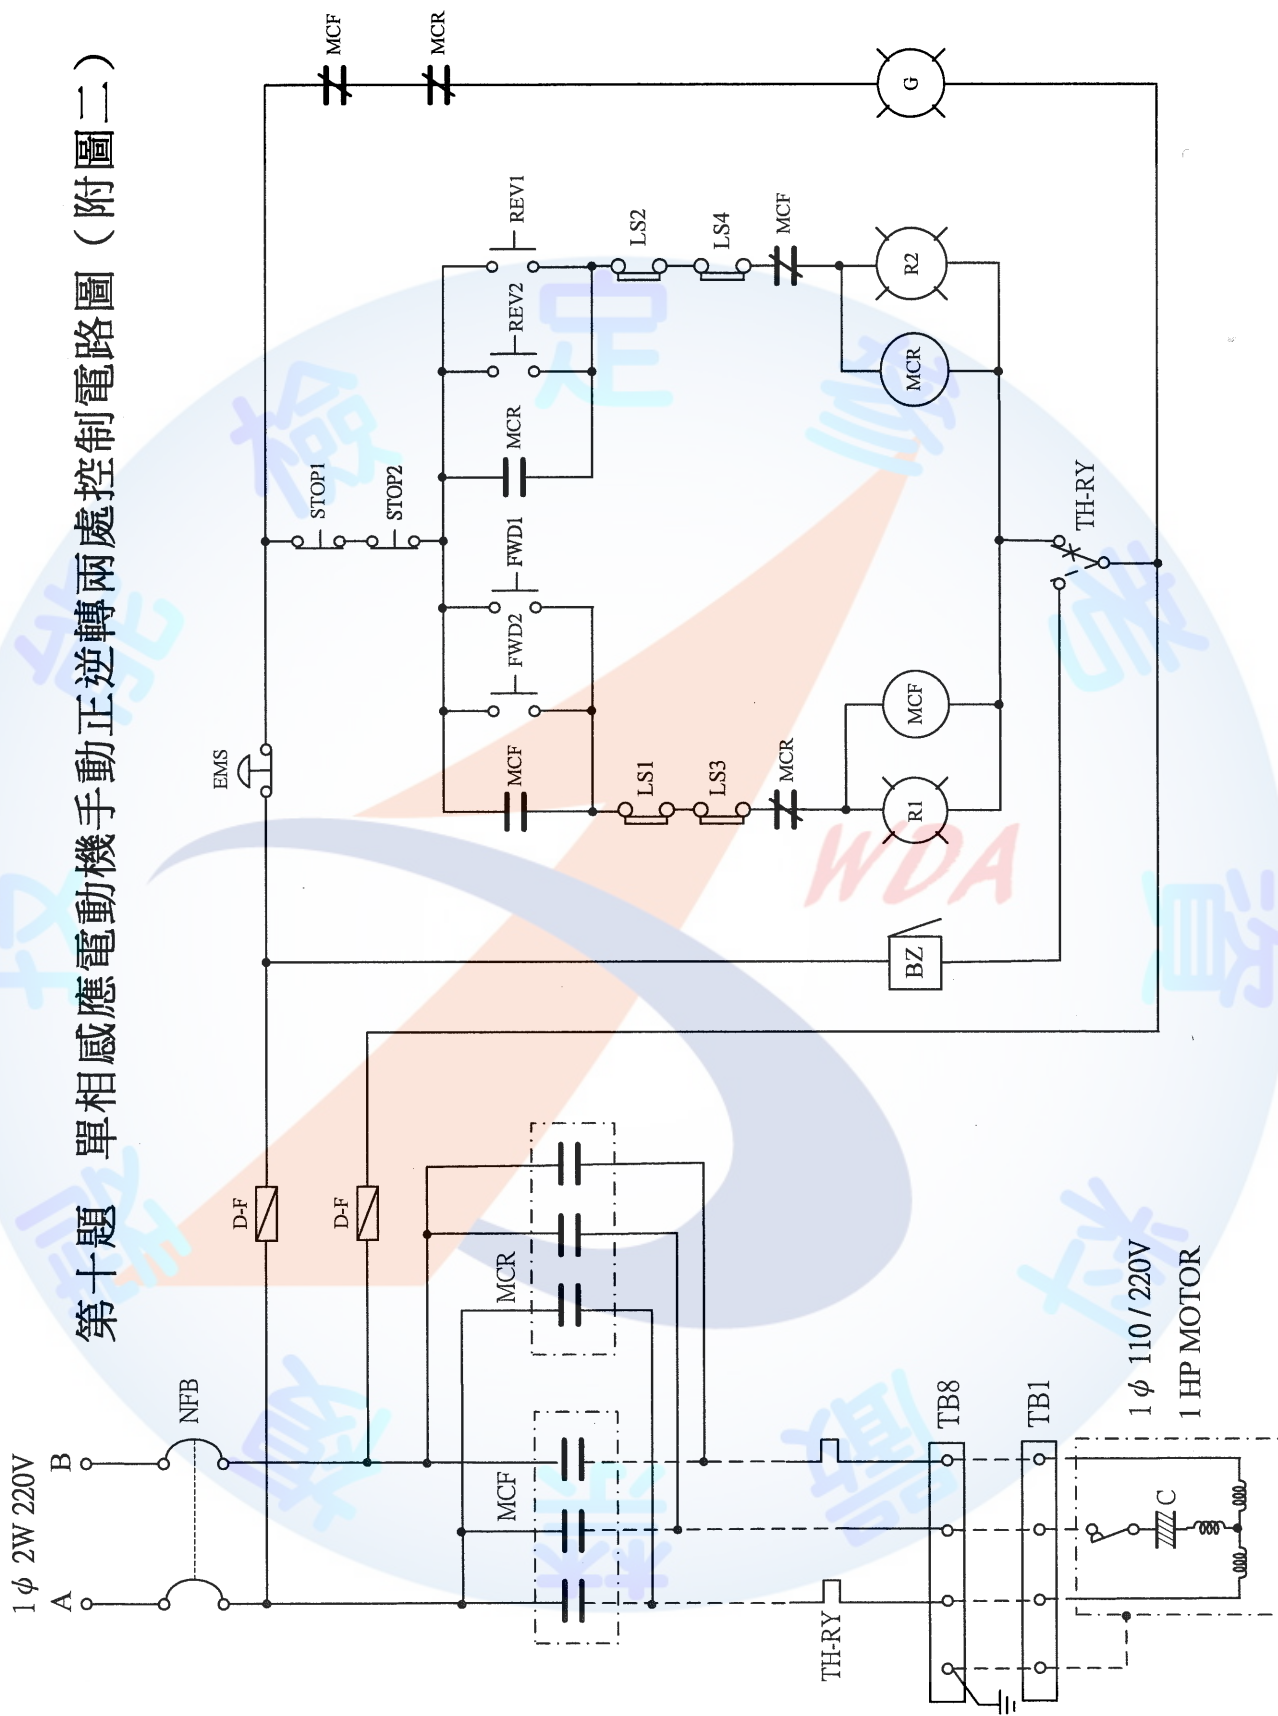 第十題　單相感應電動機手動正逆轉兩處控制電路圖（附圖二）
1ϕ 2W 220V
A
B
NFB
D-F
D-F
EMS
STOP1
STOP2
MCF
MCR
MCF
FWD2
FWD1
MCR
REV2
REV1
LS1
LS3
MCR
LS2
LS4
MCF
BZ
R1
MCF
MCR
R2
G
TH-RY
MCF
MCR
TH-RY
TB8
TB1
C
1ϕ 110 / 220V
1 HP MOTOR
WDA